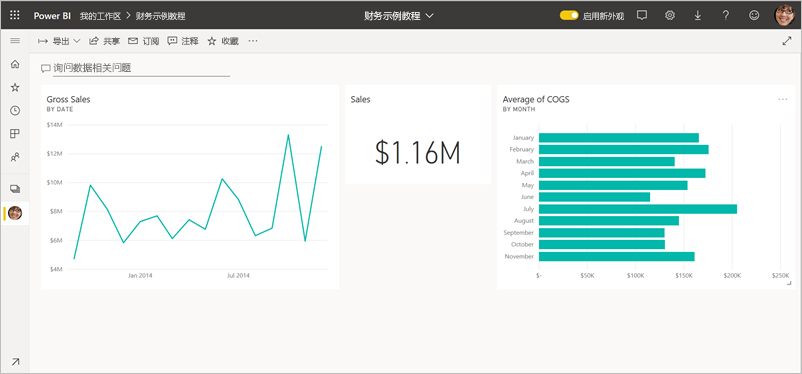 Power BI 我的工作区 > 财务示例教程 财务示例教程 启用新外观
导出 共享 订阅 注释 收藏 ···
询问数据相关问题
Gross Sales
BY DATE
$14M
$12M
$10M
$8M
$6M
$4M
Jan 2014 Jul 2014
Sales
$1.16M
Average of COGS
BY MONTH
January
February
March
April
May
June
July
August
September
October
November
$- $50K $100K $150K $200K $250K